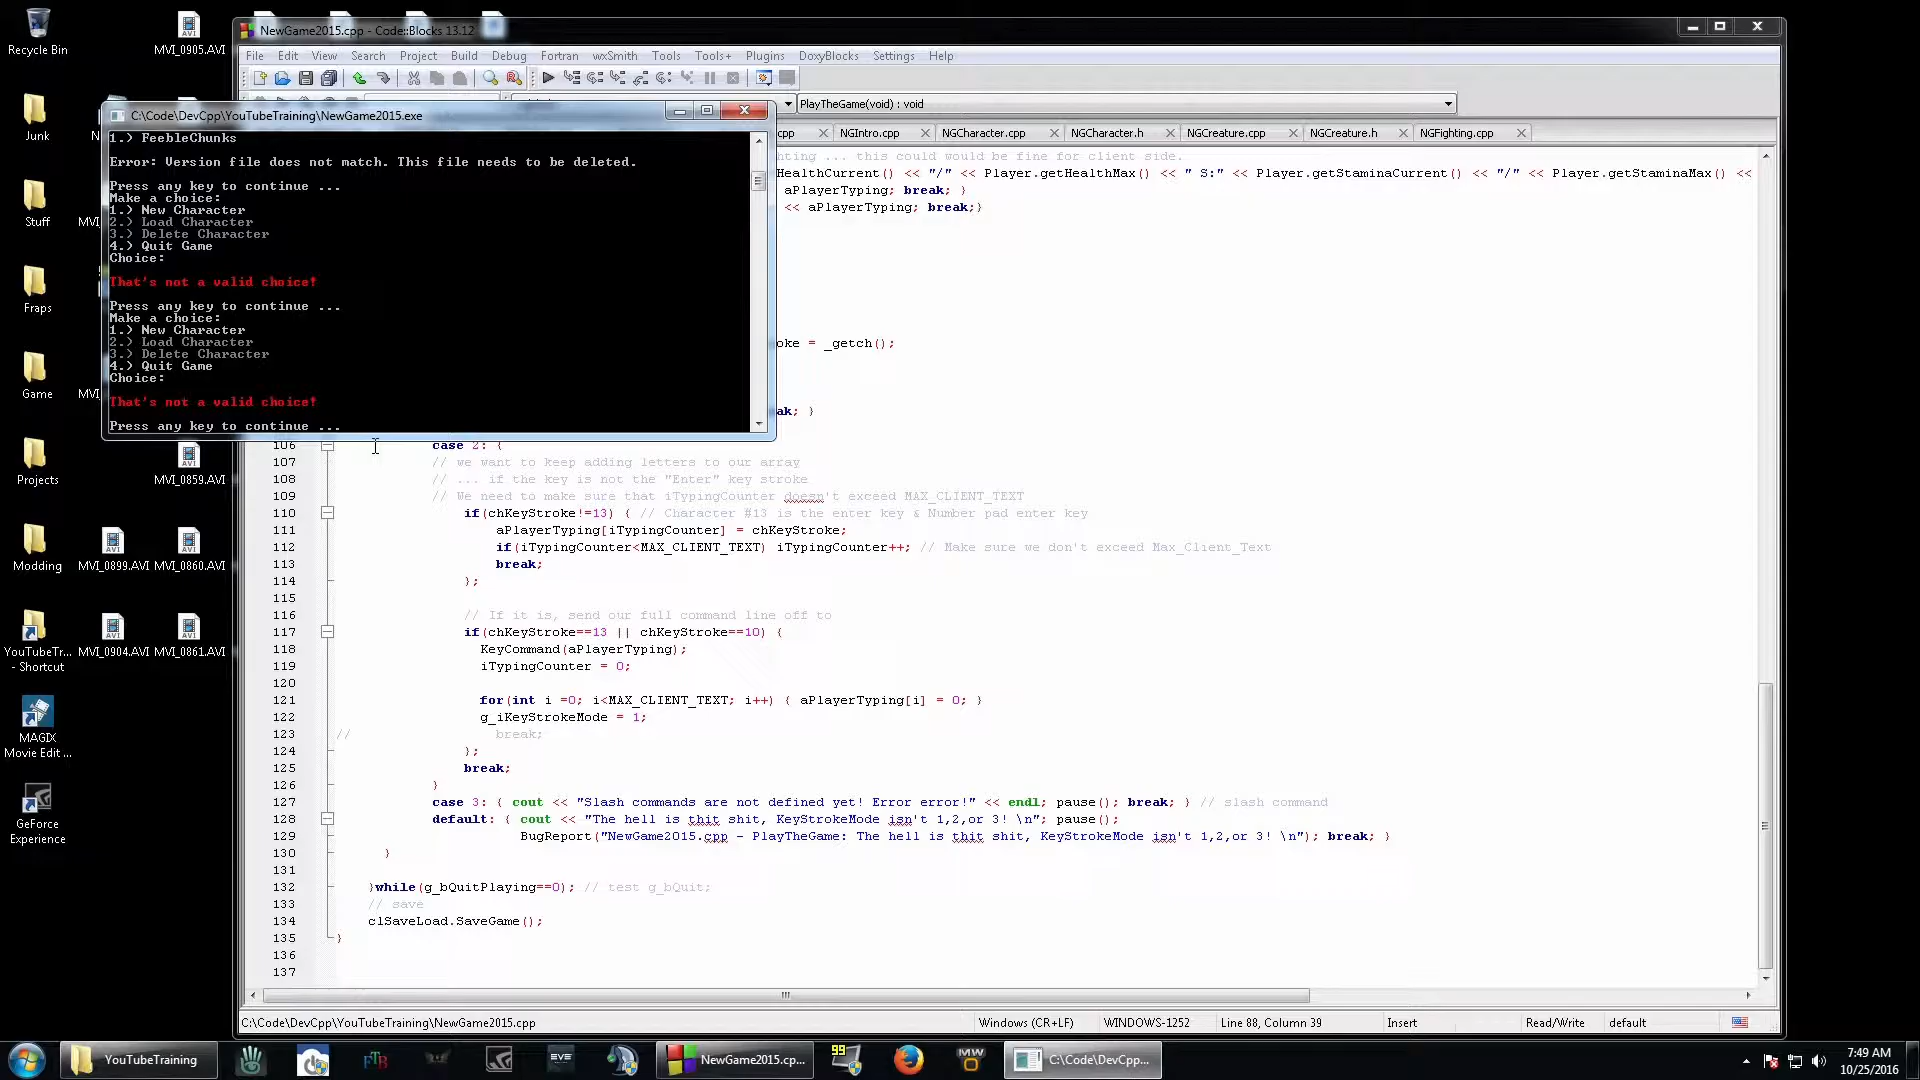 Recycle Bin
MVI_0905.AVI
Junk
Stuff
Fraps
Game
Projects
MVI_0859.AVI
Modding
MVI_0899.AVI
MVI_0860.AVI
YouTubeTr...
- Shortcut
MVI_0904.AVI
MVI_0861.AVI
MAGIX
Movie Edit ...
GeForce
Experience
NewGame2015.cpp - Code::Blocks 13.12
File Edit View Search Project Build Debug Fortran wxSmith Tools Tools+ Plugins DoxyBlocks Settings Help
PlayTheGame(void) : void
cpp NGIntro.cpp NGCharacter.cpp NGCharacter.h NGCreature.cpp NGCreature.h NGFighting.cpp
C:\Code\DevCpp\YouTubeTraining\NewGame2015.exe
1.) FeebleChunks
Error: Version file does not match. This file needs to be deleted.
Press any key to continue ...
Make a choice:
1.) New Character
2.) Load Character
3.) Delete Character
4.) Quit Game
Choice:
That's not a valid choice!
Press any key to continue ...
Make a choice:
1.) New Character
2.) Load Character
3.) Delete Character
4.) Quit Game
Choice:
That's not a valid choice!
Press any key to continue ...
nting ... this could would be fine for client side.
HealthCurrent() << "/" << Player.getHealthMax() << " S:" << Player.getStaminaCurrent() << "/" << Player.getStaminaMax() <<
aPlayerTyping; break; }
<< aPlayerTyping; break;}
oke = _getch();
ak; }
106 case 2: {
107 // we want to keep adding letters to our array
108 // ... if the key is not the "Enter" key stroke
109 // We need to make sure that iTypingCounter doesn't exceed MAX_CLIENT_TEXT
110 if(chKeyStroke!=13) { // Character #13 is the enter key & Number pad enter key
111 aPlayerTyping[iTypingCounter] = chKeyStroke;
112 if(iTypingCounter<MAX_CLIENT_TEXT) iTypingCounter++; // Make sure we don't exceed Max_Client_Text
113 break;
114 };
115
116 // If it is, send our full command line off to
117 if(chKeyStroke==13 || chKeyStroke==10) {
118 KeyCommand(aPlayerTyping);
119 iTypingCounter = 0;
120
121 for(int i =0; i<MAX_CLIENT_TEXT; i++) { aPlayerTyping[i] = 0; }
122 g_iKeyStrokeMode = 1;
123 // break;
124 };
125 break;
126 }
127 case 3: { cout << "Slash commands are not defined yet! Error error!" << endl; pause(); break; } // slash command
128 default: { cout << "The hell is thit shit, KeyStrokeMode isn't 1,2,or 3! \n"; pause();
129 BugReport("NewGame2015.cpp - PlayTheGame: The hell is thit shit, KeyStrokeMode isn't 1,2,or 3! \n"); break; }
130 }
131
132 }while(g_bQuitPlaying==0); // test g_bQuit;
133 // save
134 clSaveLoad.SaveGame();
135 }
136
137
C:\Code\DevCpp\YouTubeTraining\NewGame2015.cpp Windows (CR+LF) WINDOWS-1252 Line 88, Column 39 Insert Read/Write default
YouTubeTraining
FTB
EVE
NewGame2015.cp...
99
MW
C:\Code\DevCpp...
7:49 AM
10/25/2016